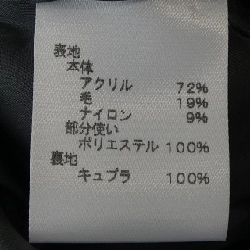 表地
本体
アクリル 72%
毛 19%
ナイロン 9%
部分使い
ポリエステル 100%
裏地
キュプラ 100%